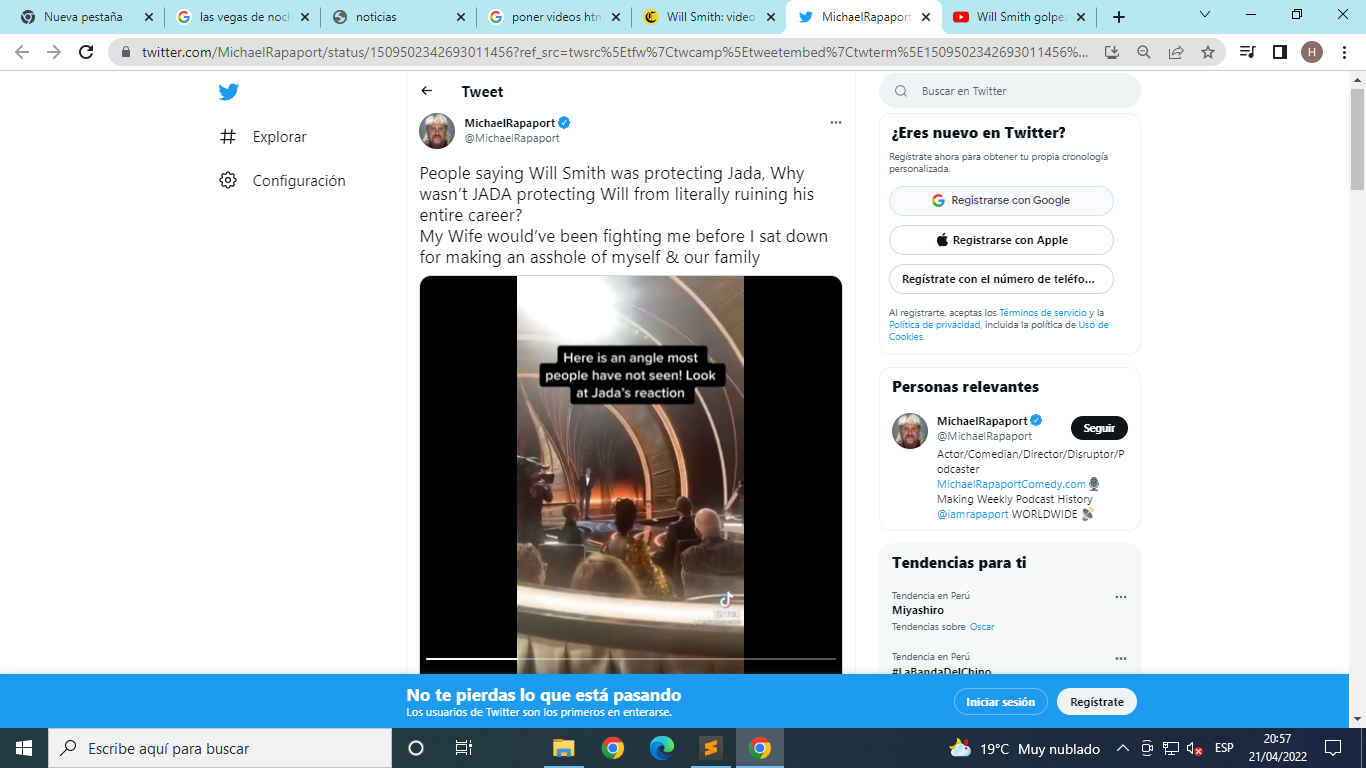 Nueva pestaña
las vegas de noch
noticias
poner videos htm
Will Smith: video
MichaelRapaport
Will Smith golpea
twitter.com/MichaelRapaport/status/1509502342693011456?ref_src=twsrc%5Etfw%7Ctwcamp%5Etweetembed%7Ctwterm%5E1509502342693011456%...
H
Explorar
Configuración
Tweet
MichaelRapaport
@MichaelRapaport
People saying Will Smith was protecting Jada, Why
wasn’t JADA protecting Will from literally ruining his
entire career?
My Wife would’ve been fighting me before I sat down
for making an asshole of myself & our family
Here is an angle most
people have not seen! Look
at Jada's reaction
Buscar en Twitter
¿Eres nuevo en Twitter?
Regístrate ahora para obtener tu propia cronología
personalizada.
Registrarse con Google
Registrarse con Apple
Regístrate con el número de teléfo...
Al registrarte, aceptas los Términos de servicio y la
Política de privacidad, incluida la política de Uso de
Cookies.
Personas relevantes
MichaelRapaport
@MichaelRapaport
Seguir
Actor/Comedian/Director/Disruptor/P
odcaster
MichaelRapaportComedy.com
Making Weekly Podcast History
@iamrapaport WORLDWIDE
Tendencias para ti
Tendencia en Perú
Miyashiro
Tendencias sobre Oscar
Tendencia en Perú
#LaBandaDelChino
No te pierdas lo que está pasando
Los usuarios de Twitter son los primeros en enterarse.
Iniciar sesión
Regístrate
Escribe aquí para buscar
19°C Muy nublado
ESP
20:57
21/04/2022